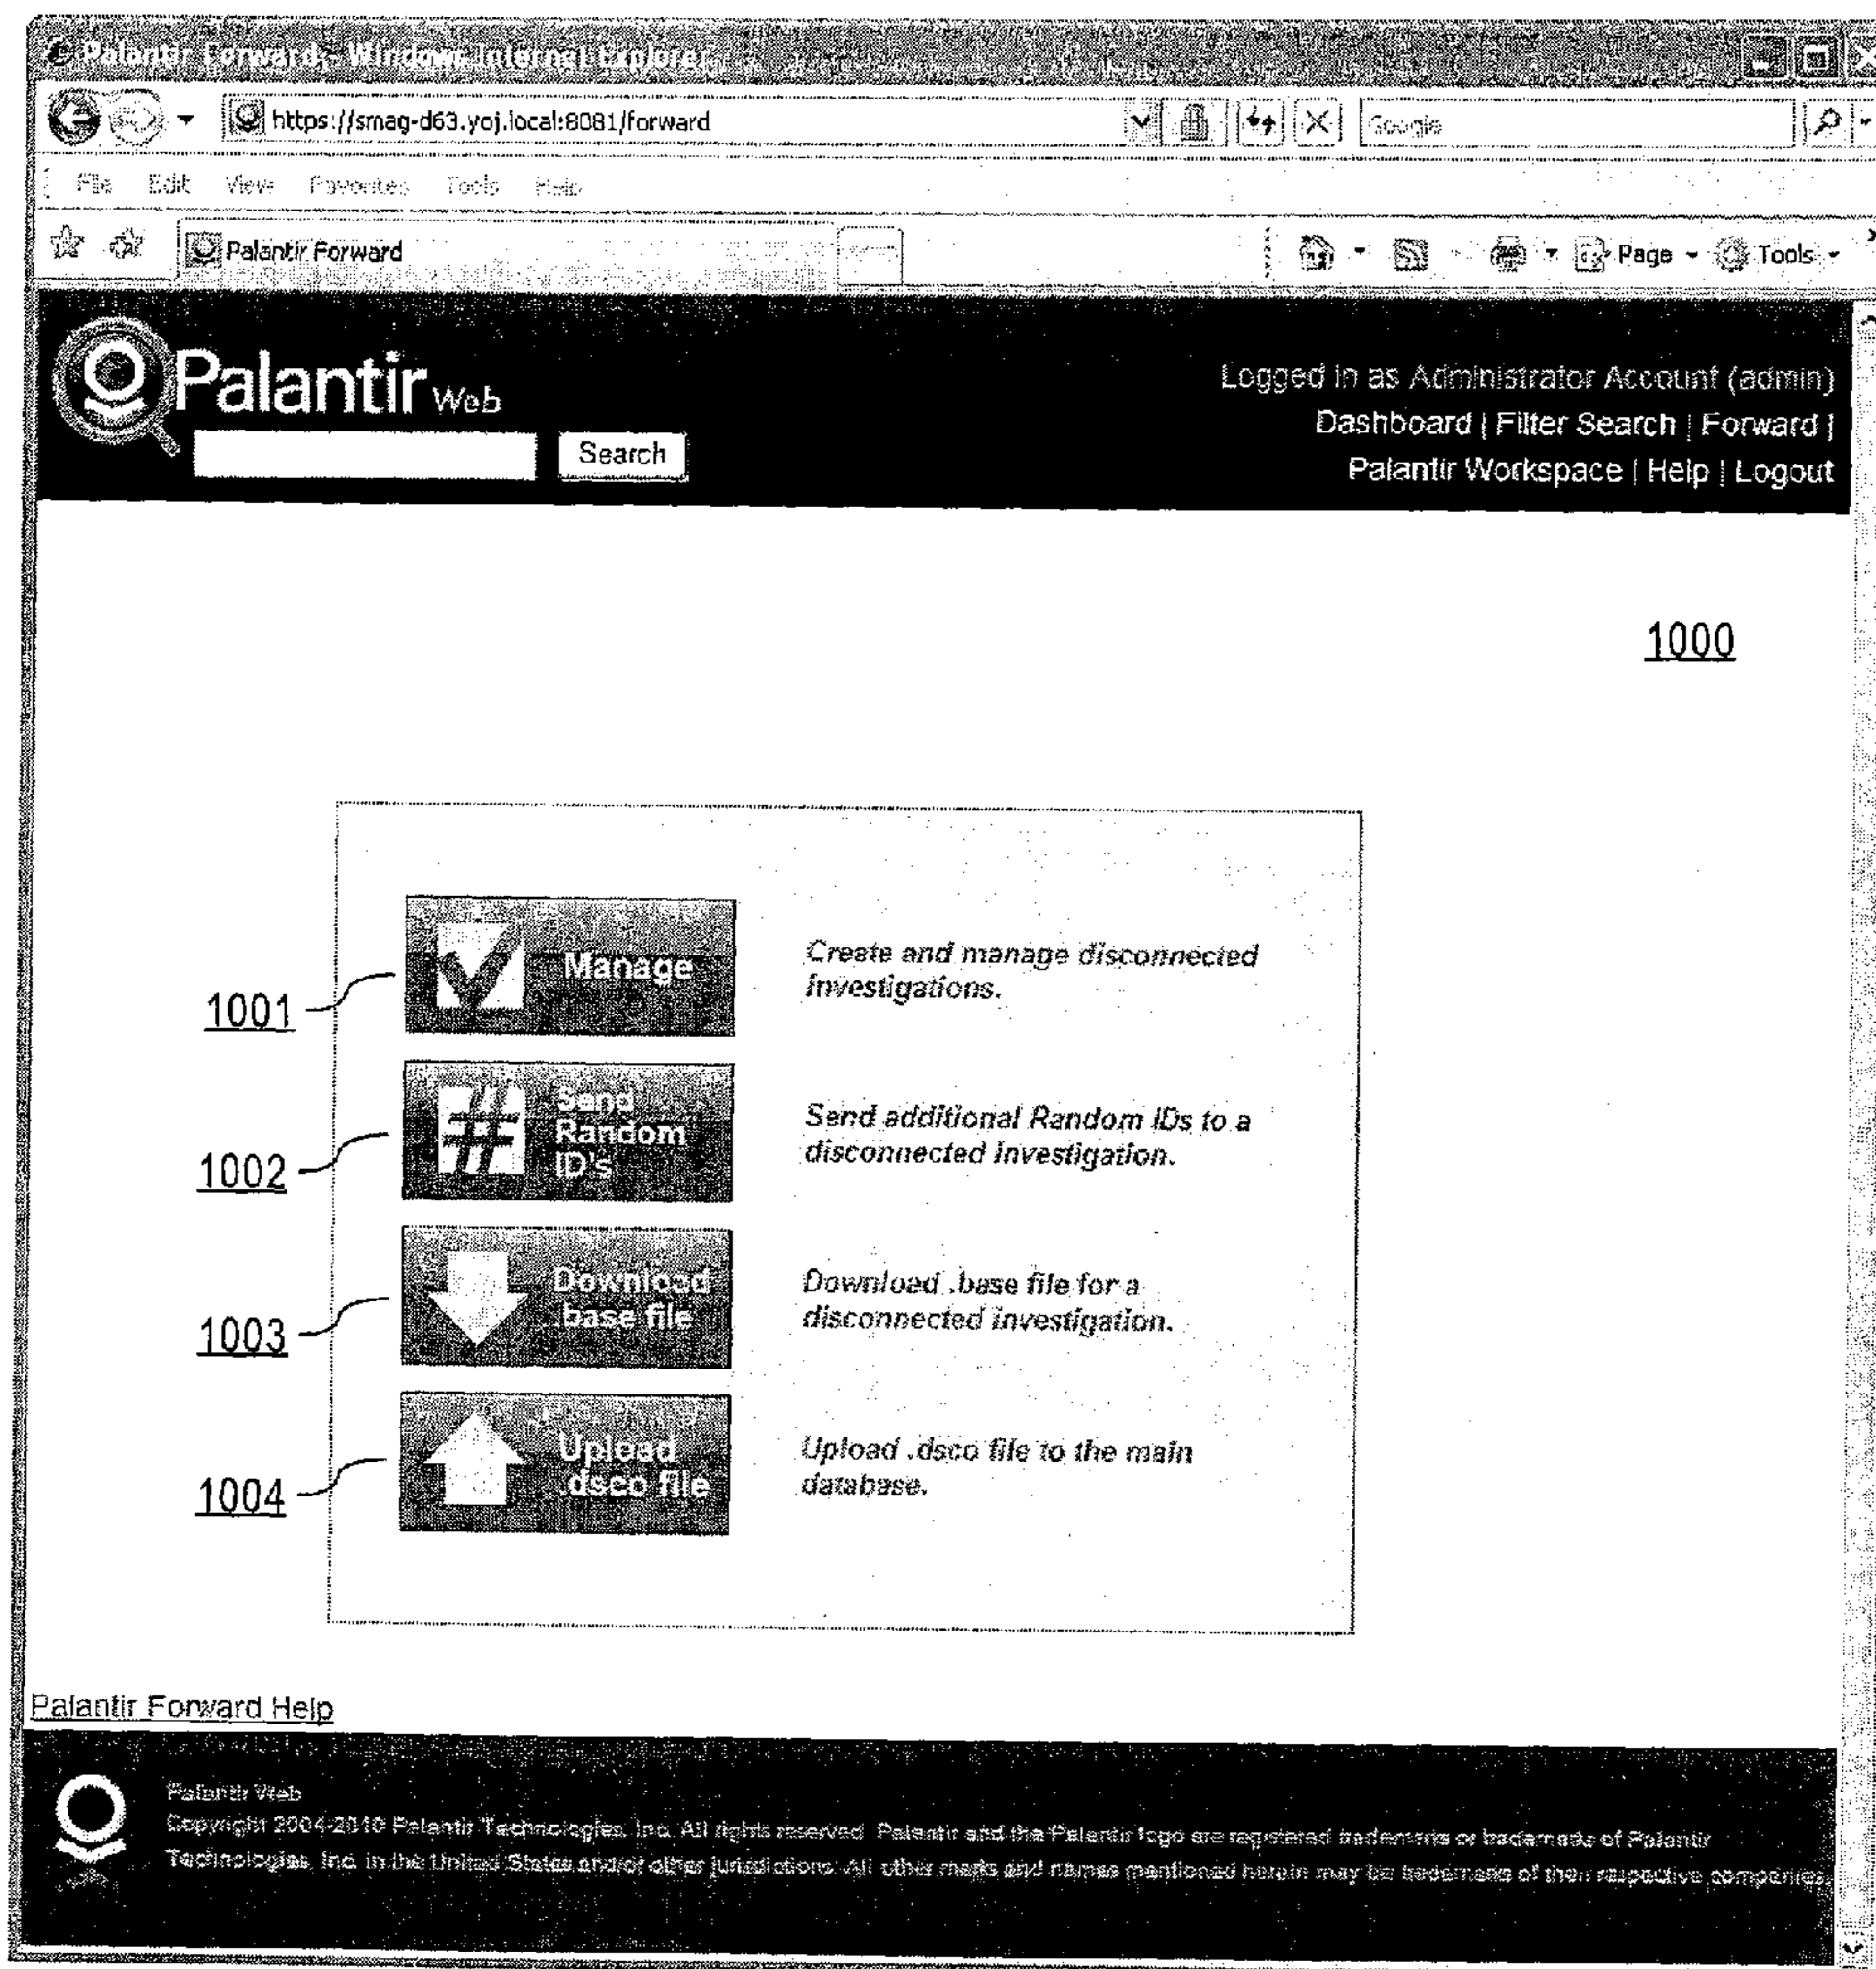 Palantir Forward - Windows Internet Explorer
https://smag-d63.yoj.local:8081/forward
Google
File Edit View Favorites Tools Help
Palantir Forward
Page
Tools
Palantir Web
Search
Logged in as Administrator Account (admin)
Dashboard | Filter Search | Forward |
Palantir Workspace | Help | Logout
1000
1001
Manage
Create and manage disconnected
investigations.
1002
Send
Random
ID's
Send additional Random IDs to a
disconnected investigation.
1003
Download
.base file
Download .base file for a
disconnected investigation.
1004
Upload
.dsco file
Upload .dsco file to the main
database.
Palantir Forward Help
Palantir Web
Copyright 2004-2010 Palantir Technologies, Inc. All rights reserved. Palantir and the Palantir logo are registered trademarks or trademarks of Palantir
Technologies, Inc. in the United States and/or other jurisdictions. All other marks and names mentioned herein may be trademarks of their respective companies.